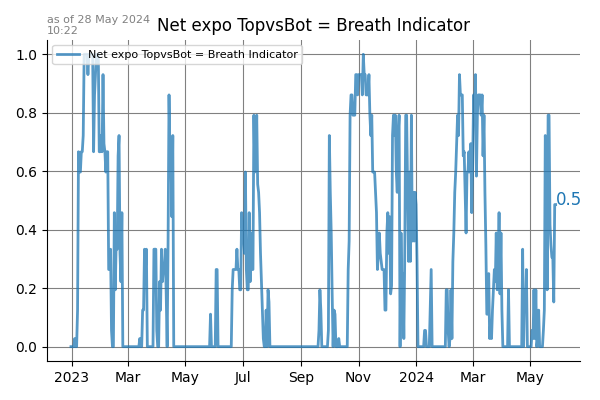 as of 28 May 2024
10:22
Net expo TopvsBot = Breath Indicator
Net expo TopvsBot = Breath Indicator
1.0
0.8
0.6
0.4
0.2
0.0
0.5
2023 Mar May Jul Sep Nov 2024 Mar May